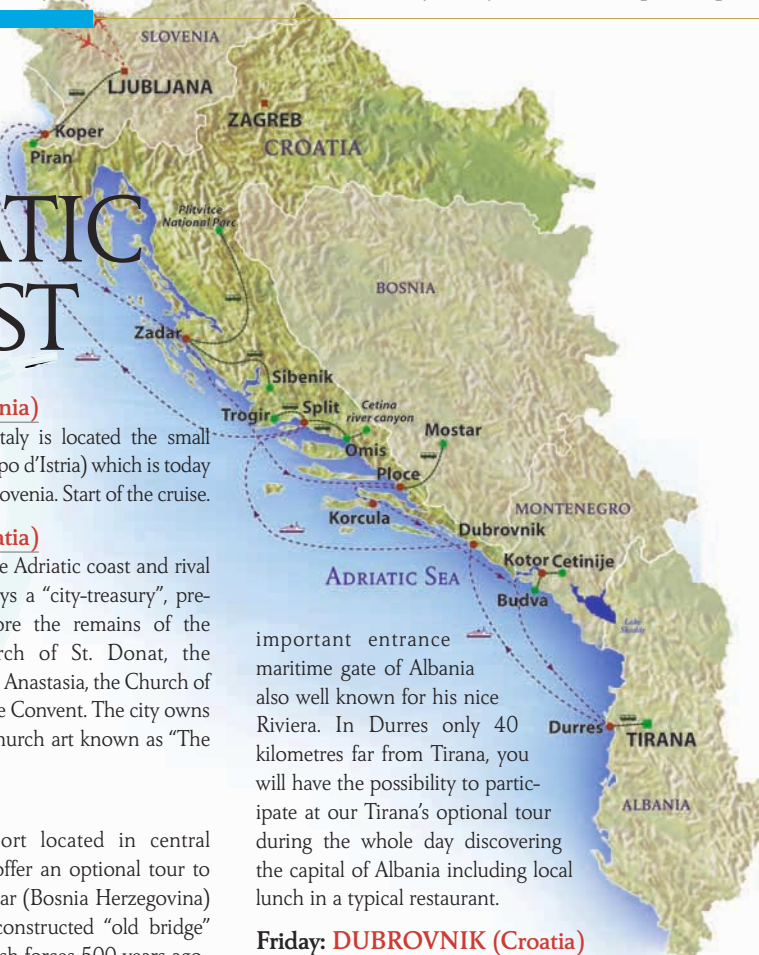 SLOVENIA
LJUBLJANA
ZAGREB
CROATIA
Koper
Piran
Plitvitce
National Parc
BOSNIA
Zadar
Sibenik
Trogir
Split
Cetina
river canyon
Omis
Mostar
Ploce
Korcula
MONTENEGRO
Dubrovnik
Kotor
Cetinije
Budva
ADRIATIC SEA
Durres
TIRANA
ALBANIA
ATIC
ST
nia)
taly is located the small
po d’Istria) which is today
ovenia. Start of the cruise.
atia)
e Adriatic coast and rival
ys a “city-treasury”, pre-
ore the remains of the
rch of St. Donat, the
Anastasia, the Church of
e Convent. The city owns
hurch art known as “The
ort located in central
offer an optional tour to
ar (Bosnia Herzegovina)
constructed “old bridge”
sh forces 500 years ago
important entrance
maritime gate of Albania
also well known for his nice
Riviera. In Durres only 40
kilometres far from Tirana, you
will have the possibility to partic-
ipate at our Tirana’s optional tour
during the whole day discovering
the capital of Albania including local
lunch in a typical restaurant.
Friday: DUBROVNIK (Croatia)